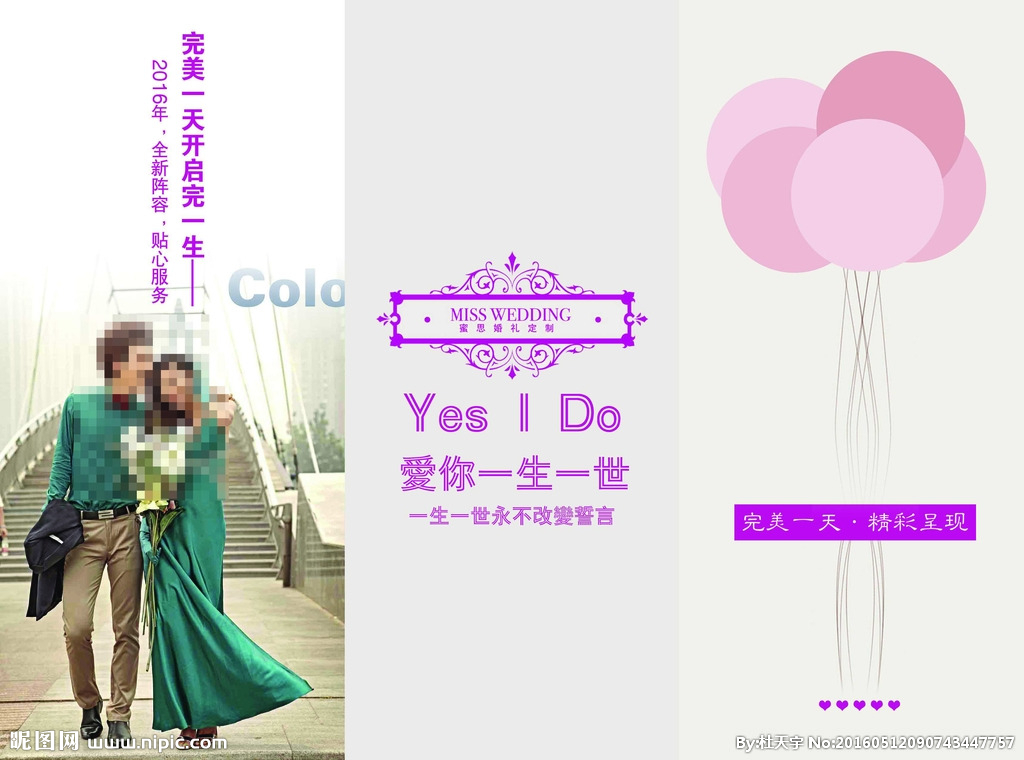 完美一天开启完一生——
2016年，全新阵容，贴心服务
Colo
MISS WEDDING
蜜思婚礼定制
Yes I Do
愛你一生一世
一生一世永不改變誓言
完美一天·精彩呈现
昵图网 www.nipic.com
By:杜天宇 No:20160512090743447757